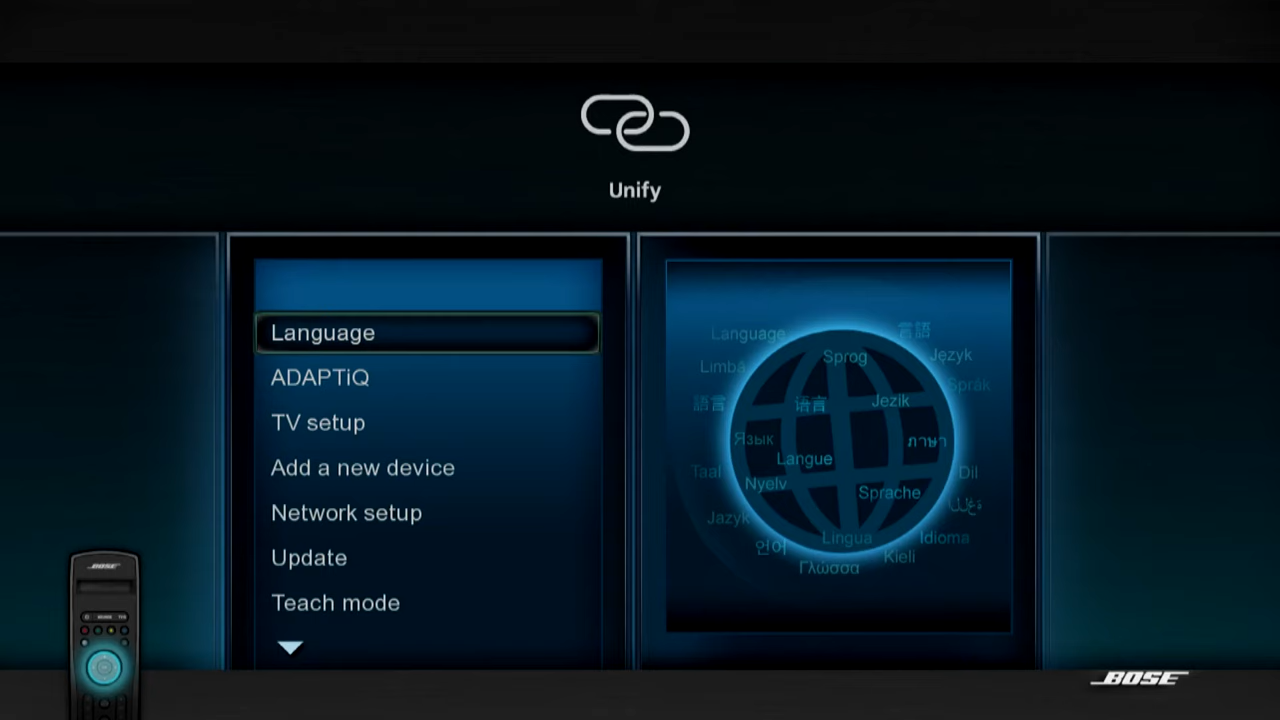 Unify
Language
ADAPTiQ
TV setup
Add a new device
Network setup
Update
Teach mode
Language
言語
Sprog
Język
Limbă
Språk
語言
语言
Jezik
Язык
ภาษา
Langue
Taal
Dil
Nyelv
Sprache
Jazyk
Lingua
Idioma
언어
Kieli
Γλώσσα
BOSE
BOSE